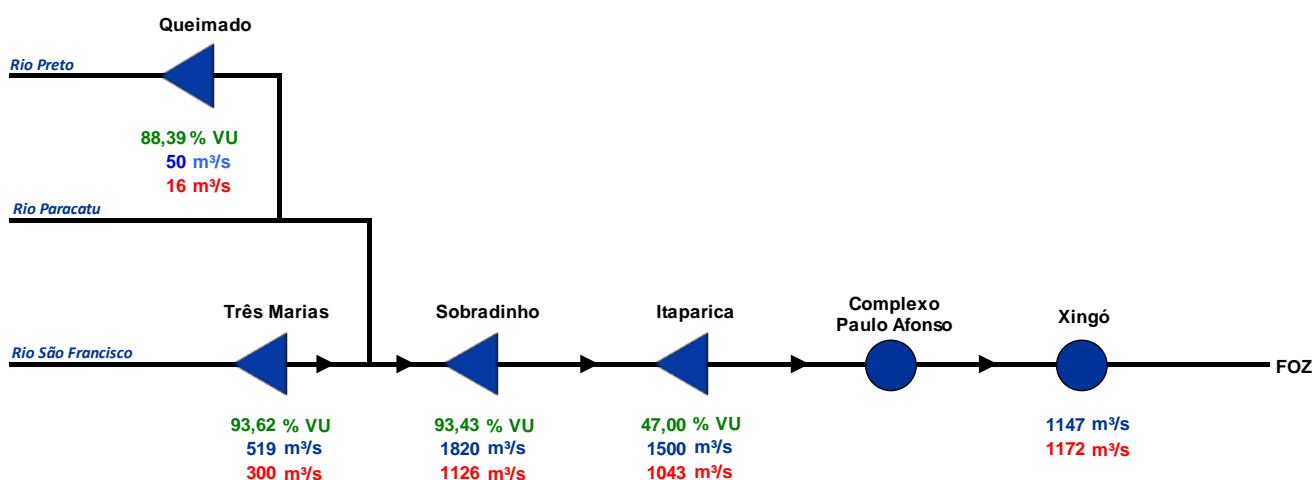 Queimado
Rio Preto
88,39 % VU
50 m³/s
16 m³/s
Rio Paracatu
Três Marias
Sobradinho
Itaparica
Complexo
Paulo Afonso
Xingó
Rio São Francisco
FOZ
93,62 % VU
519 m³/s
300 m³/s
93,43 % VU
1820 m³/s
1126 m³/s
47,00 % VU
1500 m³/s
1043 m³/s
1147 m³/s
1172 m³/s